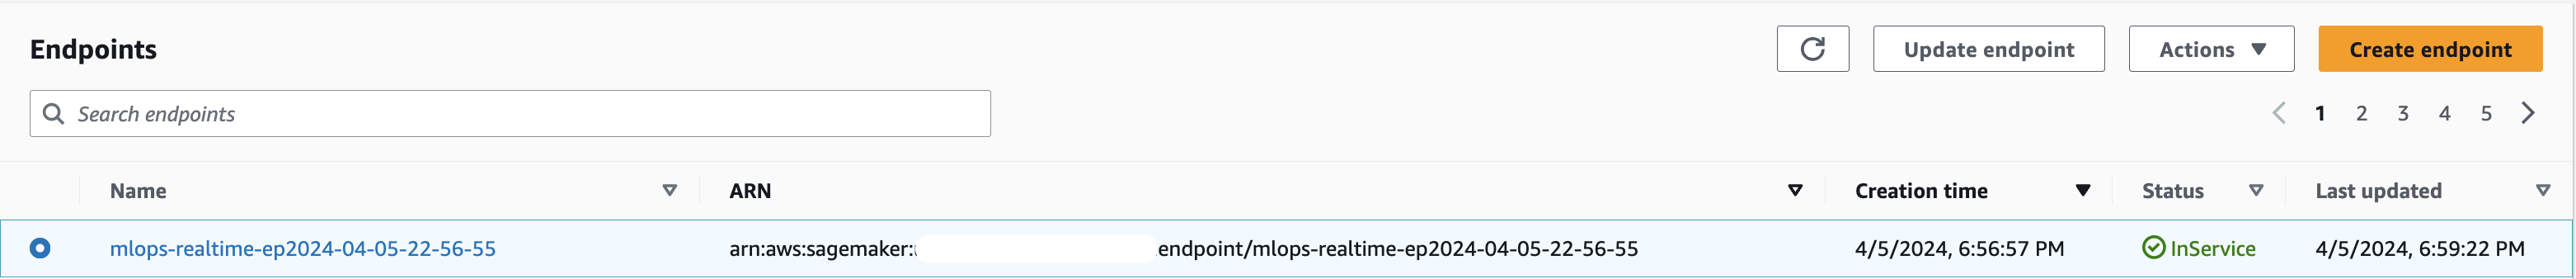 Endpoints
Update endpoint
Actions
Create endpoint
Search endpoints
1 2 3 4 5
Name ARN Creation time Status Last updated
mlops-realtime-ep2024-04-05-22-56-55 arn:aws:sagemaker: endpoint/mlops-realtime-ep2024-04-05-22-56-55 4/5/2024, 6:56:57 PM InService 4/5/2024, 6:59:22 PM